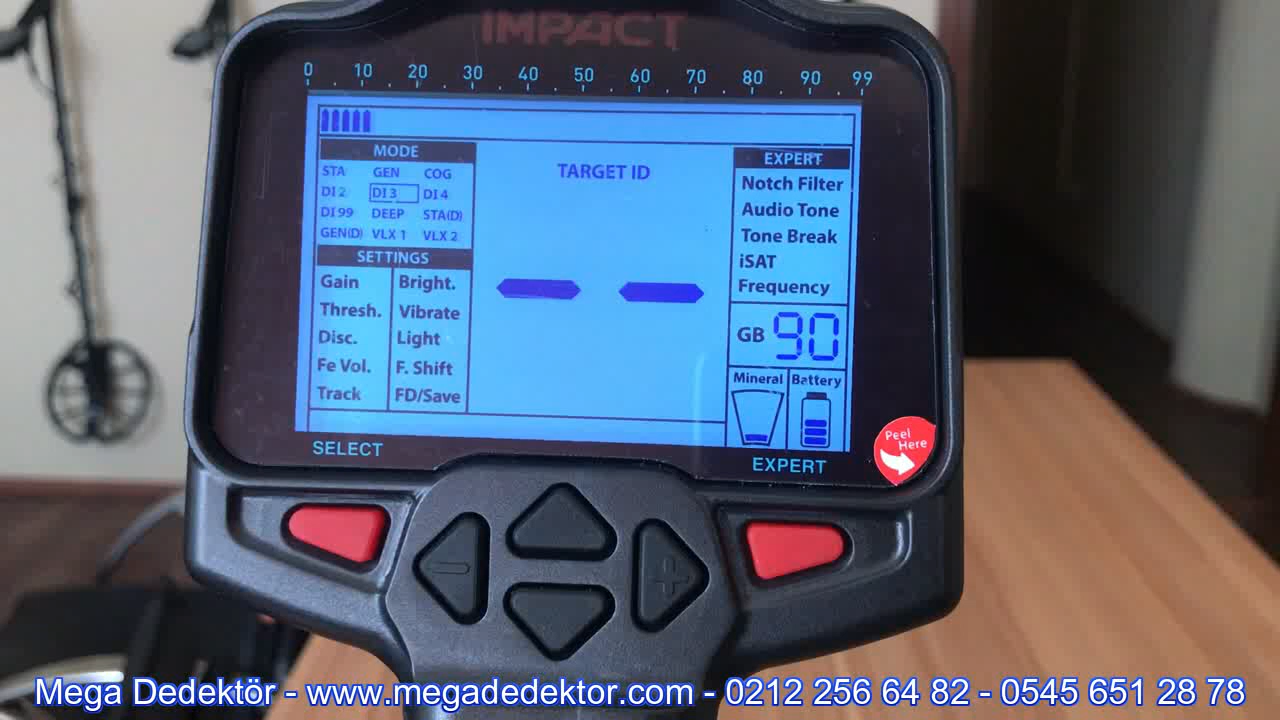 IMPACT
0 10 20 30 40 50 60 70 80 90 99
MODE
STA GEN COG
DI 2 DI 3 DI 4
DI 99 DEEP STA(D)
GEN(D) VLX 1 VLX 2
SETTINGS
Gain Bright.
Thresh. Vibrate
Disc. Light
Fe Vol. F. Shift
Track FD/Save
TARGET ID
EXPERT
Notch Filter
Audio Tone
Tone Break
iSAT
Frequency
GB 90
Mineral Battery
SELECT
EXPERT
Peel
Here
Mega Dedektör - www.megadedektor.com - 0212 256 64 82 - 0545 651 28 78